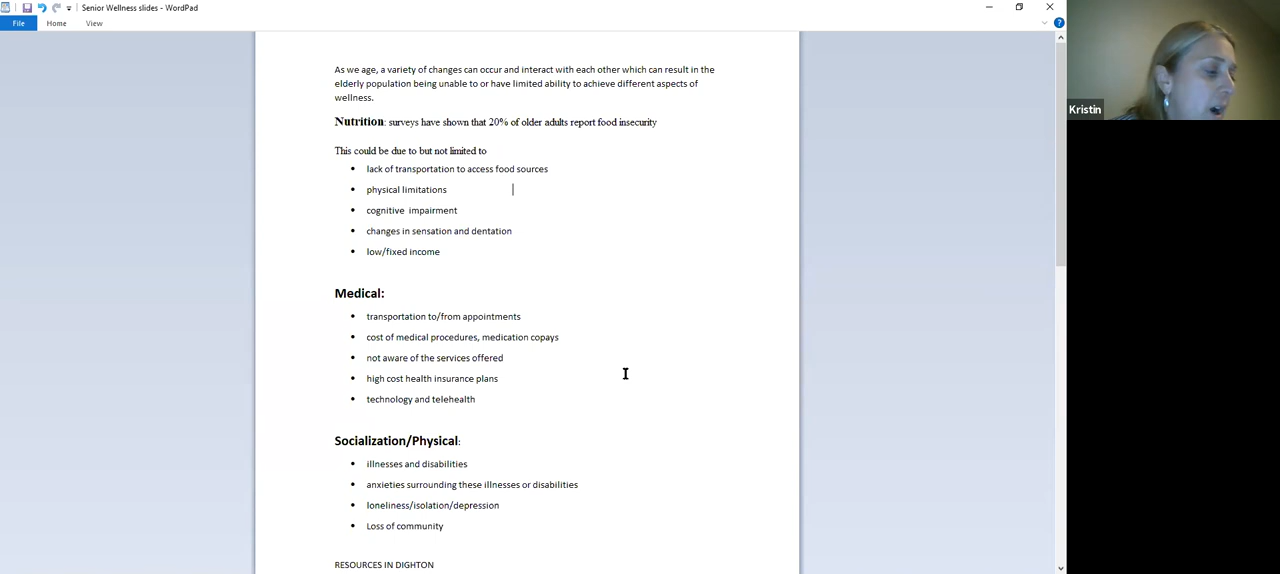 Senior Wellness slides - WordPad
File Home View
As we age, a variety of changes can occur and interact with each other which can result in the
elderly population being unable to or have limited ability to achieve different aspects of
wellness.
Nutrition: surveys have shown that 20% of older adults report food insecurity
This could be due to but not limited to
• lack of transportation to access food sources
• physical limitations
• cognitive  impairment
• changes in sensation and dentation
• low/fixed income
Medical:
• transportation to/from appointments
• cost of medical procedures, medication copays
• not aware of the services offered
• high cost health insurance plans
• technology and telehealth
Socialization/Physical:
• illnesses and disabilities
• anxieties surrounding these illnesses or disabilities
• loneliness/isolation/depression
• Loss of community
RESOURCES IN DIGHTON
Kristin